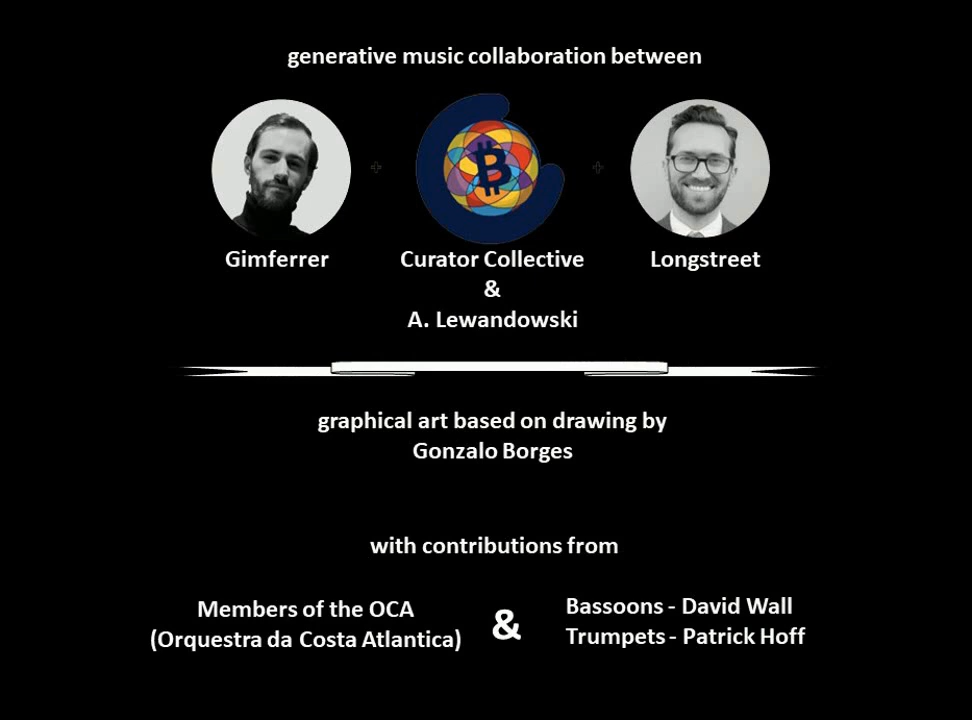 generative music collaboration between
Gimferrer
Curator Collective
&
A. Lewandowski
Longstreet
graphical art based on drawing by
Gonzalo Borges
with contributions from
Members of the OCA
(Orquestra da Costa Atlantica)
&
Bassoons - David Wall
Trumpets - Patrick Hoff